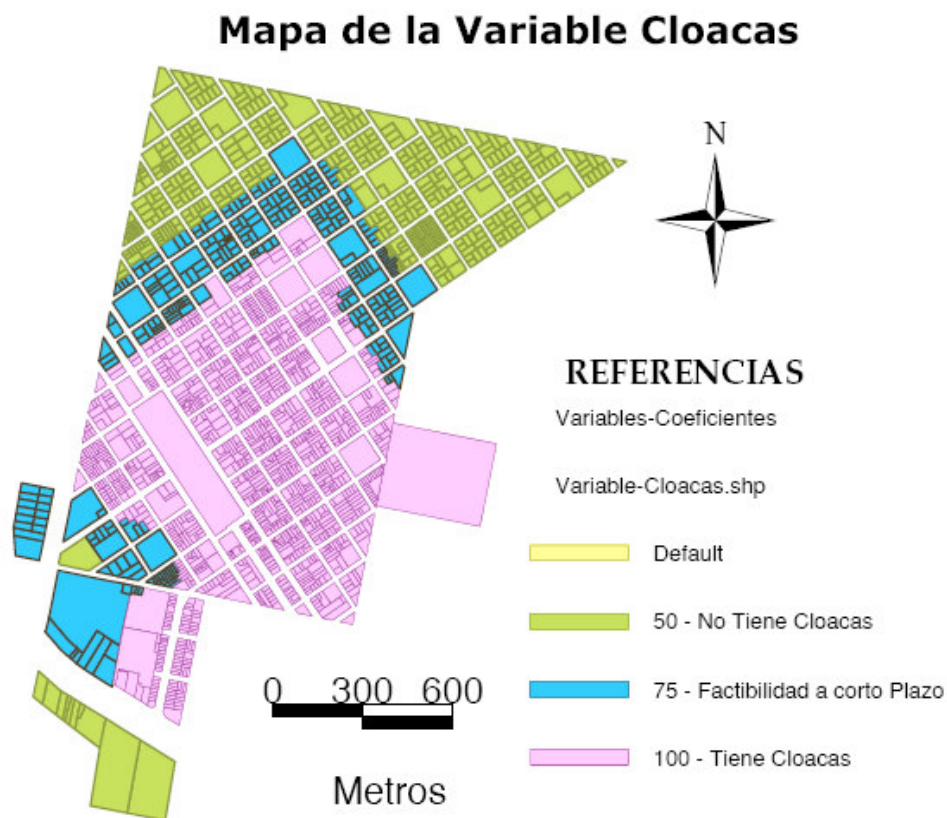 Mapa de la Variable Cloacas
N
REFERENCIAS
Variables-Coeficientes
Variable-Cloacas.shp
Default
50 - No Tiene Cloacas
75 - Factibilidad a corto Plazo
100 - Tiene Cloacas
0 300 600
Metros